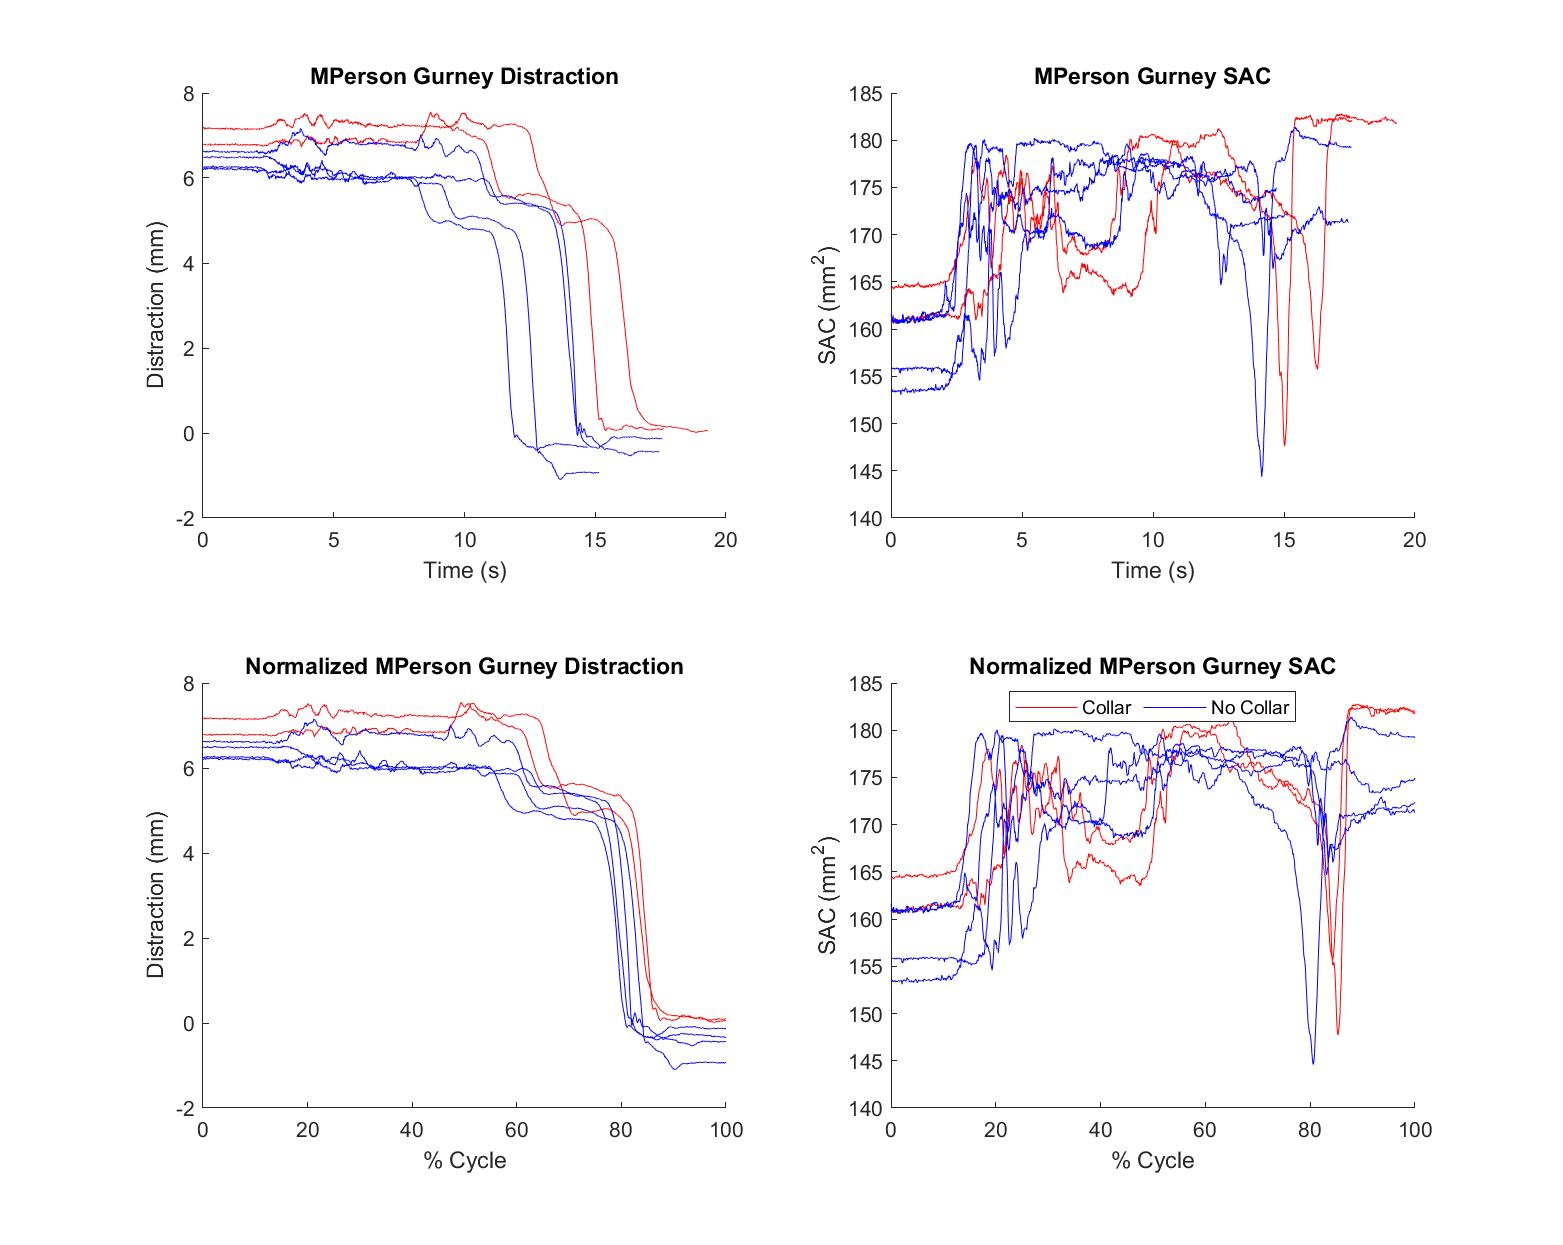 MPerson Gurney Distraction
8
6
4
2
0
-2
Distraction (mm)
0 5 10 15 20
Time (s)
MPerson Gurney SAC
185
180
175
170
165
160
155
150
145
140
SAC (mm²)
0 5 10 15 20
Time (s)
Normalized MPerson Gurney Distraction
8
6
4
2
0
-2
Distraction (mm)
0 20 40 60 80 100
% Cycle
Normalized MPerson Gurney SAC
Collar No Collar
185
180
175
170
165
160
155
150
145
140
SAC (mm²)
0 20 40 60 80 100
% Cycle